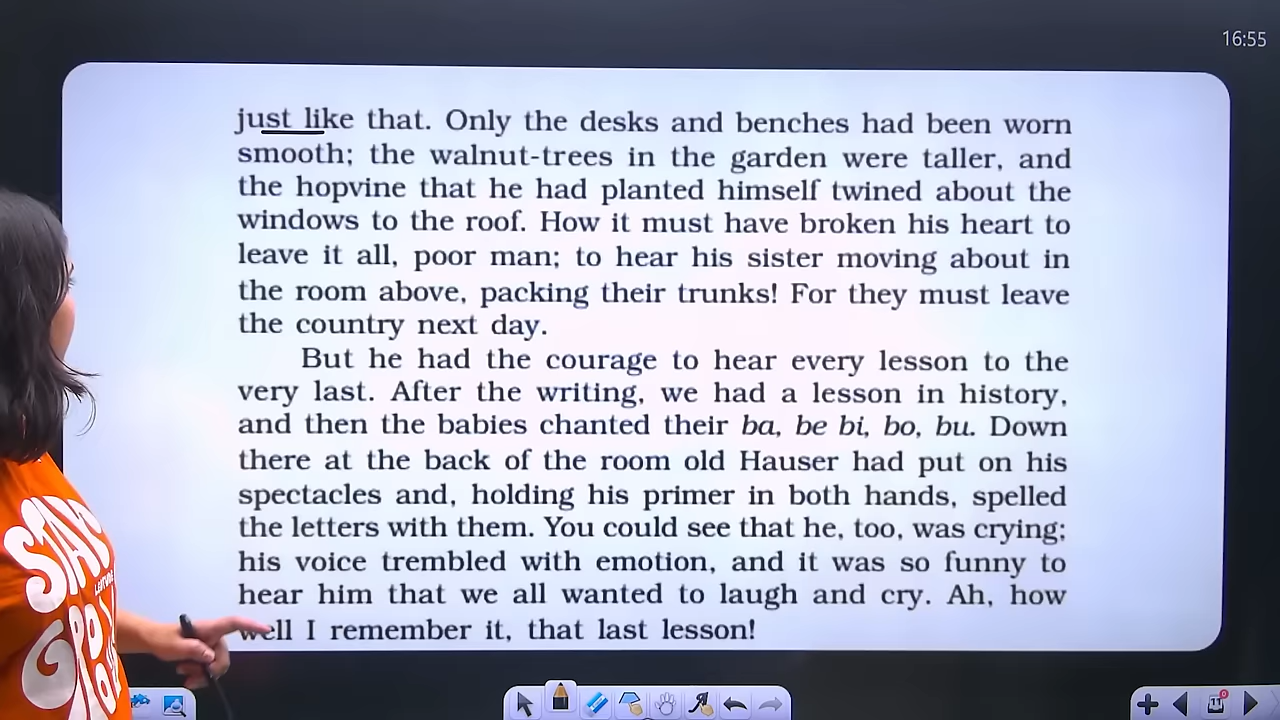 16:55
just like that. Only the desks and benches had been worn
smooth; the walnut-trees in the garden were taller, and
the hopvine that he had planted himself twined about the
windows to the roof. How it must have broken his heart to
leave it all, poor man; to hear his sister moving about in
the room above, packing their trunks! For they must leave
the country next day.
But he had the courage to hear every lesson to the
very last. After the writing, we had a lesson in history,
and then the babies chanted their ba, be bi, bo, bu. Down
there at the back of the room old Hauser had put on his
spectacles and, holding his primer in both hands, spelled
the letters with them. You could see that he, too, was crying;
his voice trembled with emotion, and it was so funny to
hear him that we all wanted to laugh and cry. Ah, how
well I remember it, that last lesson!